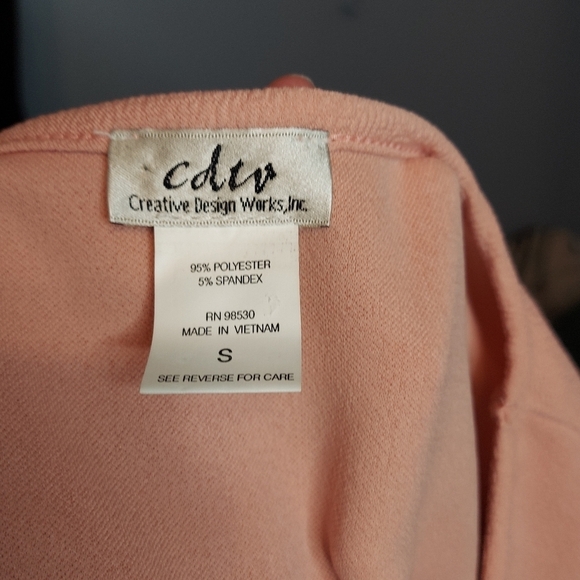 cdw
Creative Design Works,Inc.
95% POLYESTER
5% SPANDEX
RN 98530
MADE IN VIETNAM
S
SEE REVERSE FOR CARE